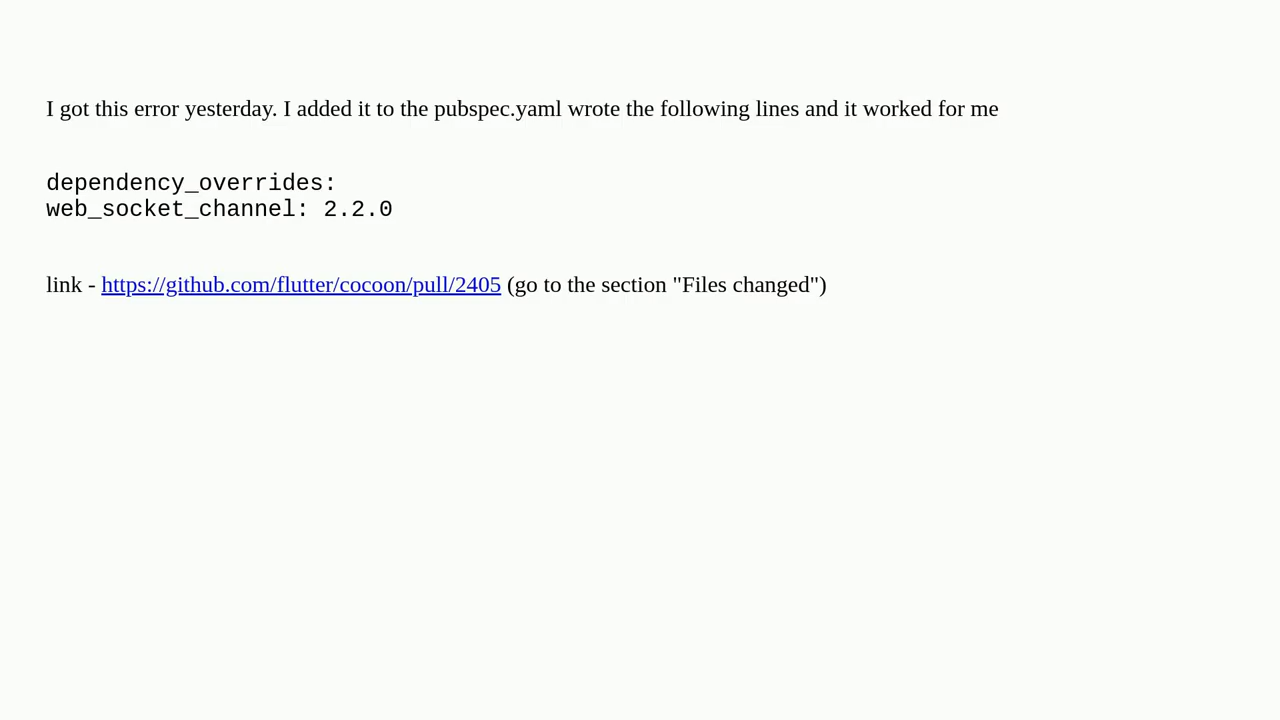 I got this error yesterday. I added it to the pubspec.yaml wrote the following lines and it worked for me
dependency_overrides:
web_socket_channel: 2.2.0
link - https://github.com/flutter/cocoon/pull/2405 (go to the section "Files changed")